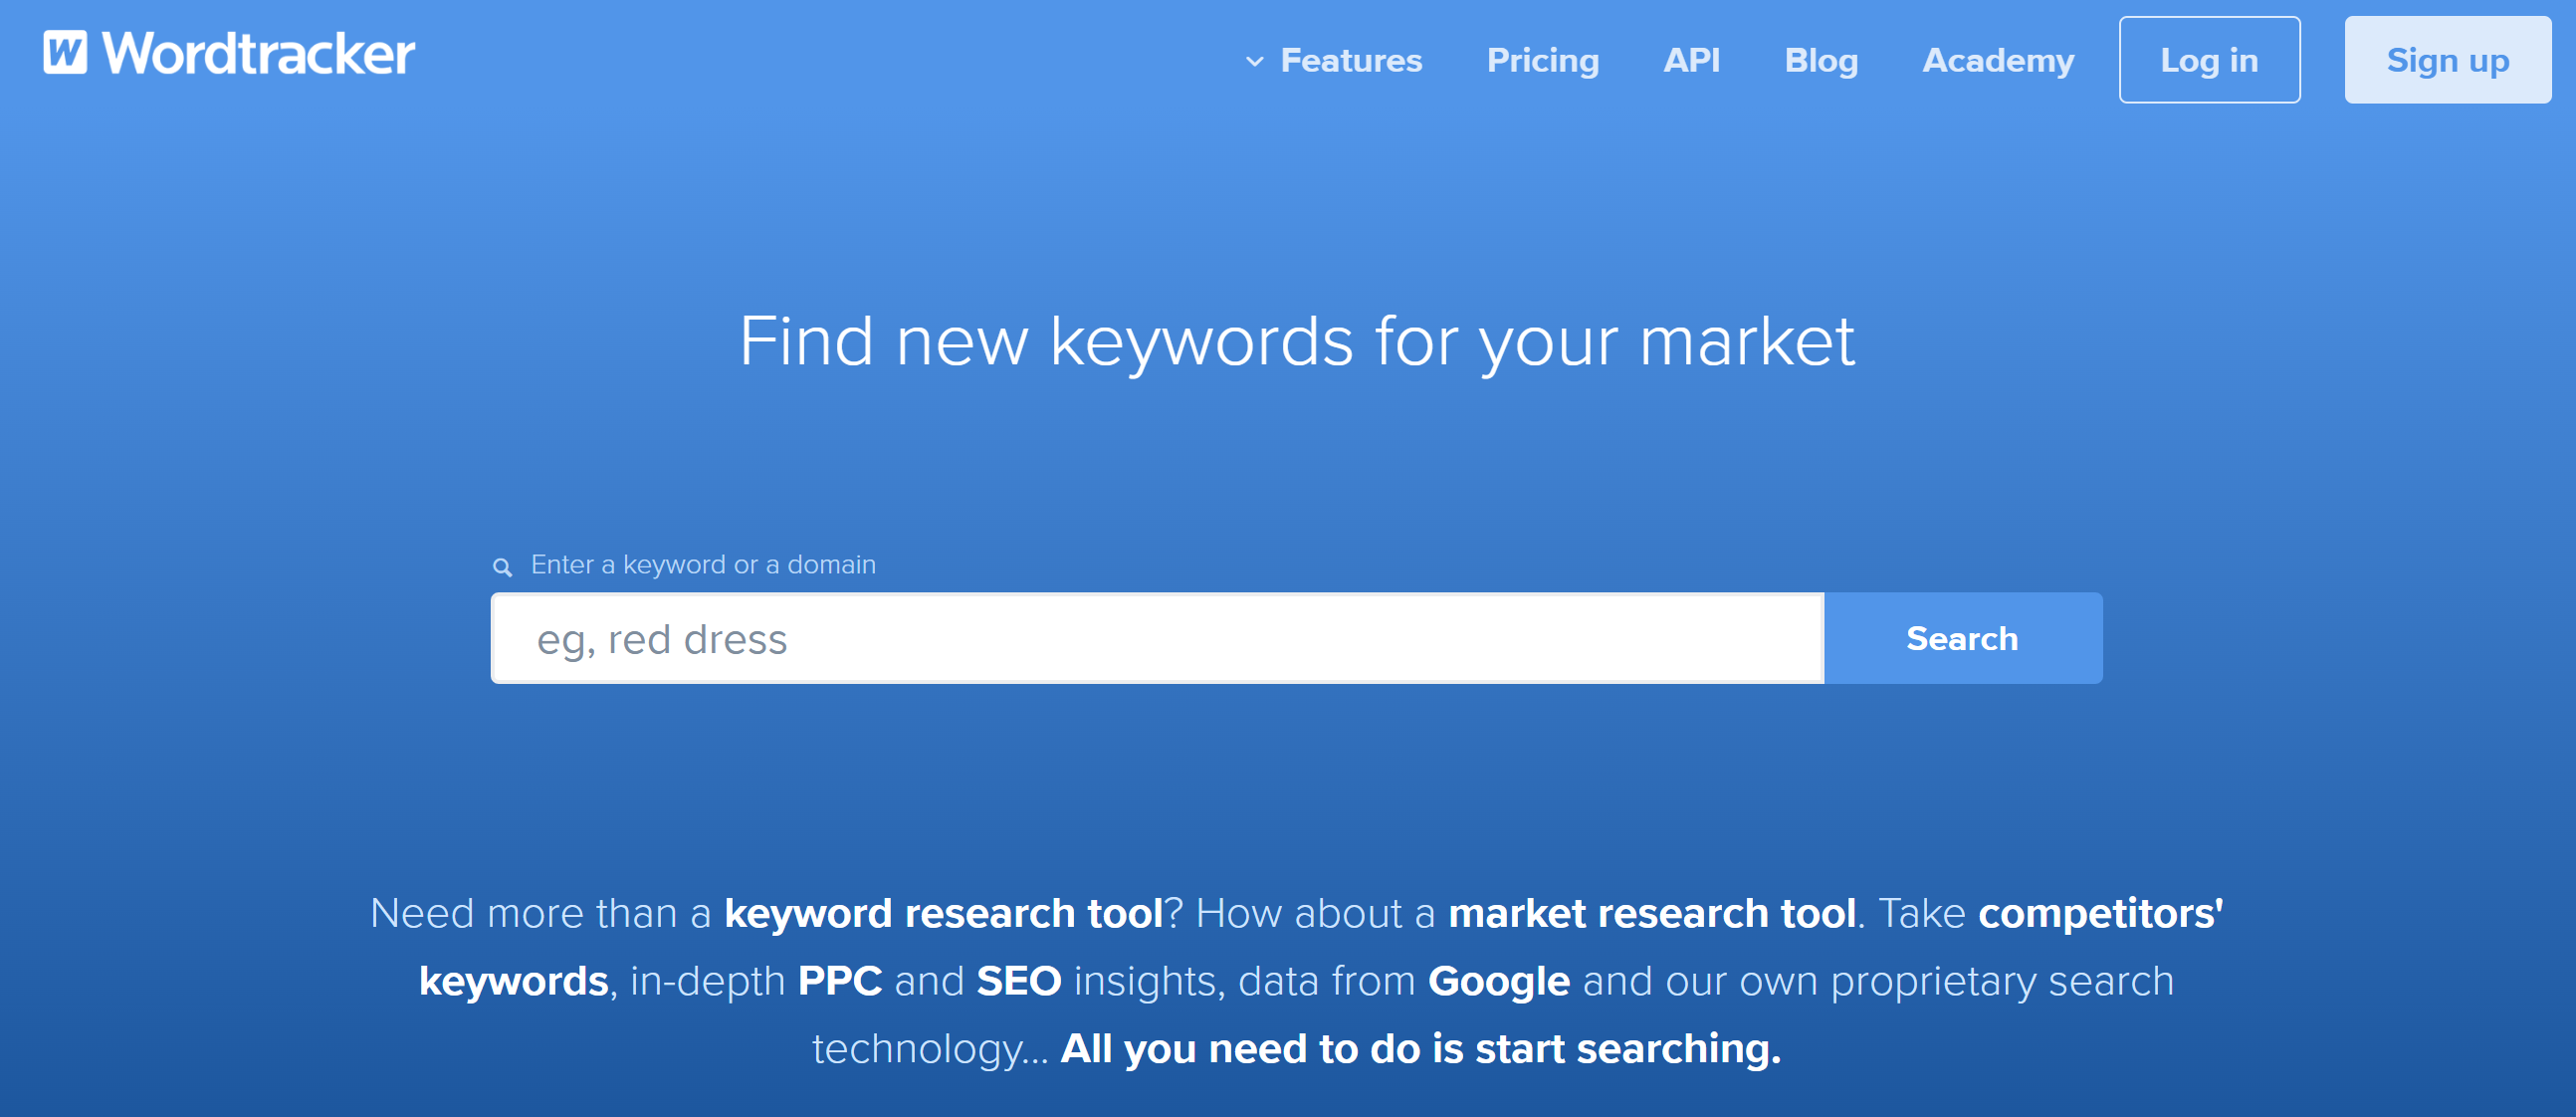 W Wordtracker
Features Pricing API Blog Academy Log in Sign up
Find new keywords for your market
Enter a keyword or a domain
eg, red dress Search
Need more than a keyword research tool? How about a market research tool. Take competitors'
keywords, in-depth PPC and SEO insights, data from Google and our own proprietary search
technology... All you need to do is start searching.